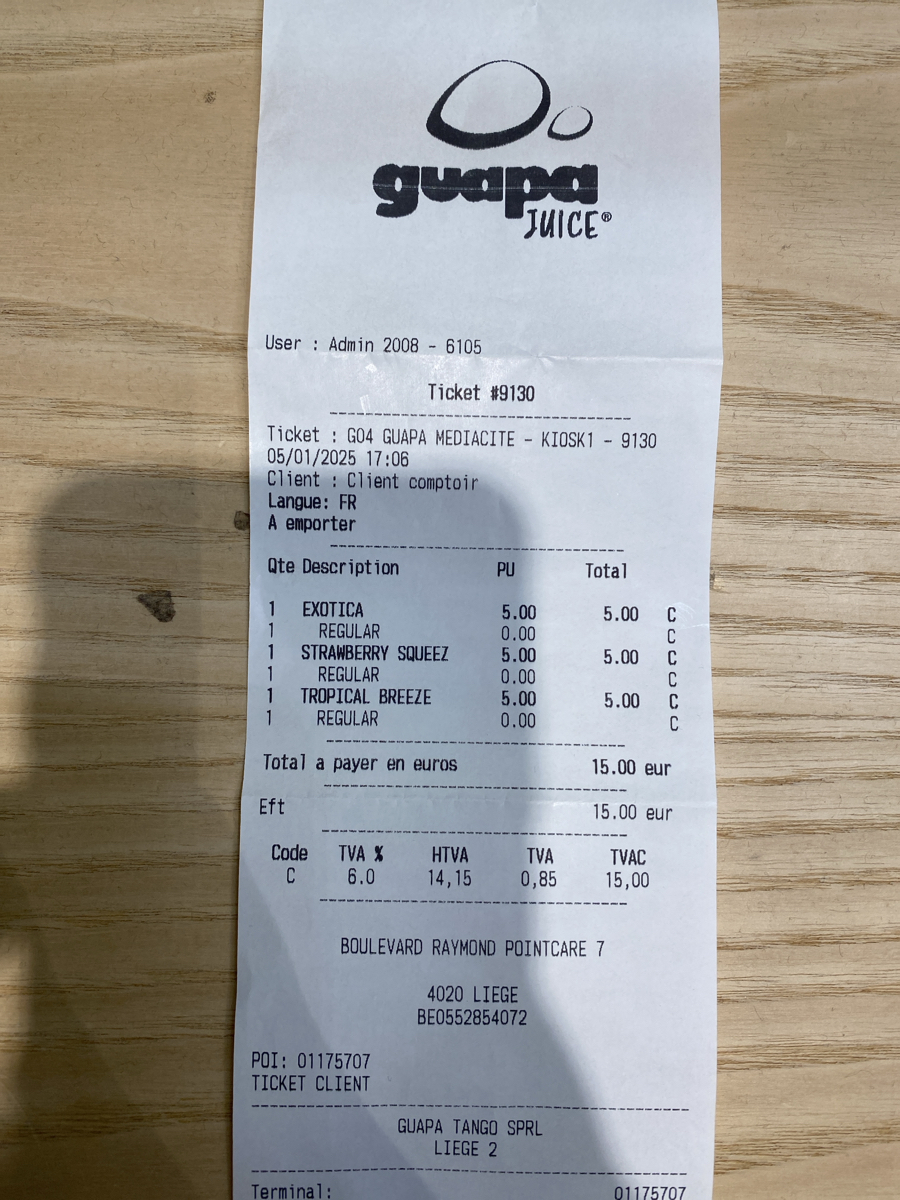 guapa
JUICE®
User : Admin 2008 - 6105
Ticket #9130
Ticket : G04 GUAPA MEDIACITE - KIOSK1 - 9130
05/01/2025 17:06
Client : Client comptoir
Langue: FR
A emporter
Qte Description PU Total
1 EXOTICA 5.00 5.00 C
1 REGULAR 0.00 C
1 STRAWBERRY SQUEEZ 5.00 5.00 C
1 REGULAR 0.00 C
1 TROPICAL BREEZE 5.00 5.00 C
1 REGULAR 0.00 C
Total a payer en euros 15.00 eur
Eft 15.00 eur
Code TVA % HTVA TVA TVAC
C 6.0 14,15 0,85 15,00
BOULEVARD RAYMOND POINTCARE 7
4020 LIEGE
BE0552854072
POI: 01175707
TICKET CLIENT
GUAPA TANGO SPRL
LIEGE 2
Terminal: 01175707